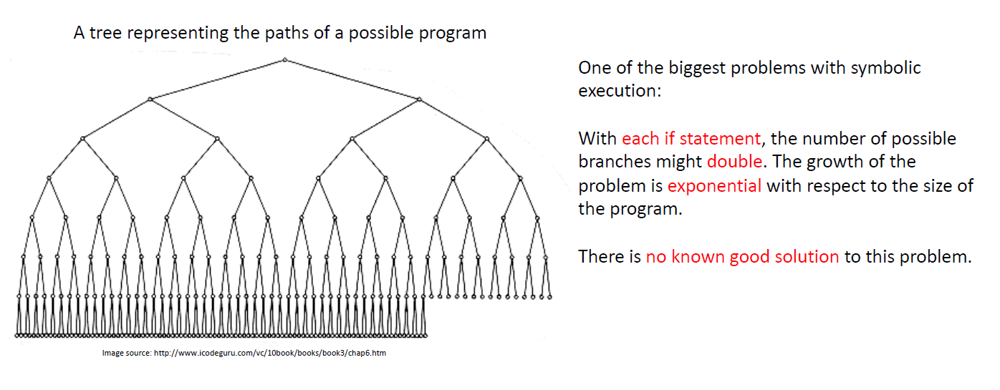 A tree representing the paths of a possible program
One of the biggest problems with symbolic
execution:
With each if statement, the number of possible
branches might double. The growth of the
problem is exponential with respect to the size of
the program.
There is no known good solution to this problem.
Image source: http://www.icodeguru.com/vc/10book/books/book3/chap6.htm